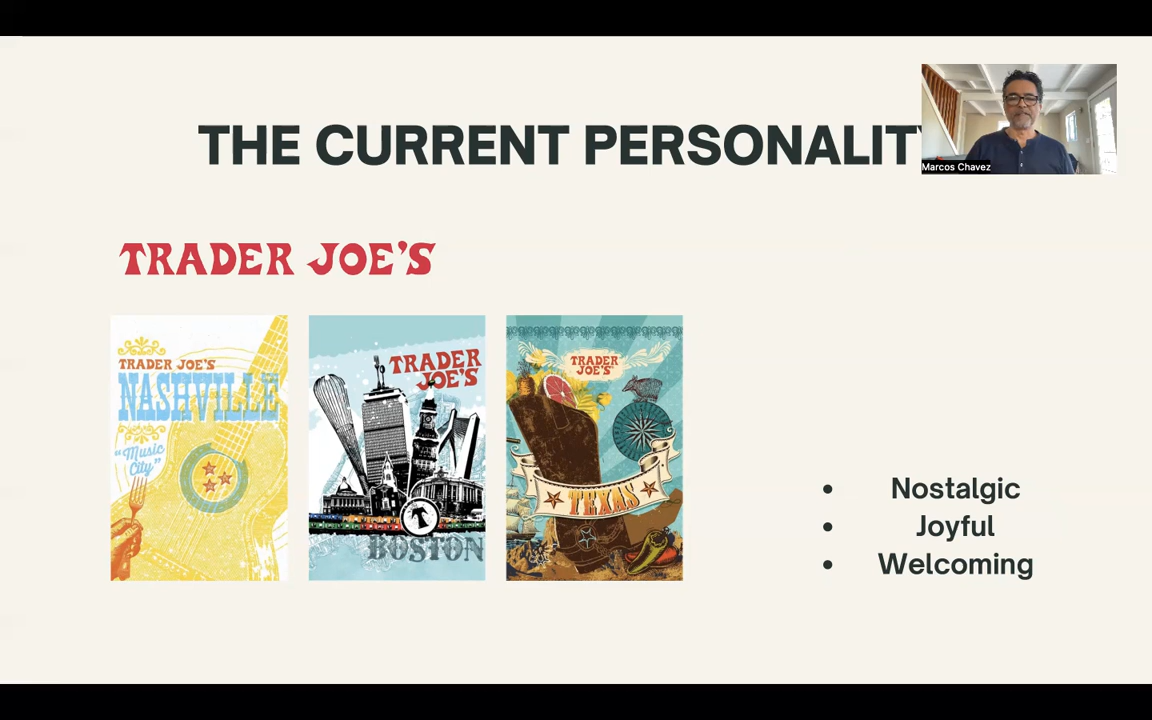 THE CURRENT PERSONALIT
Marcos Chavez
TRADER JOE'S
TRADER JOE'S
NASHVILLE
"Music
City"
TRADER
JOE'S
T
BOSTON
TRADER
JOE'S
TEXAS
• Nostalgic
• Joyful
• Welcoming